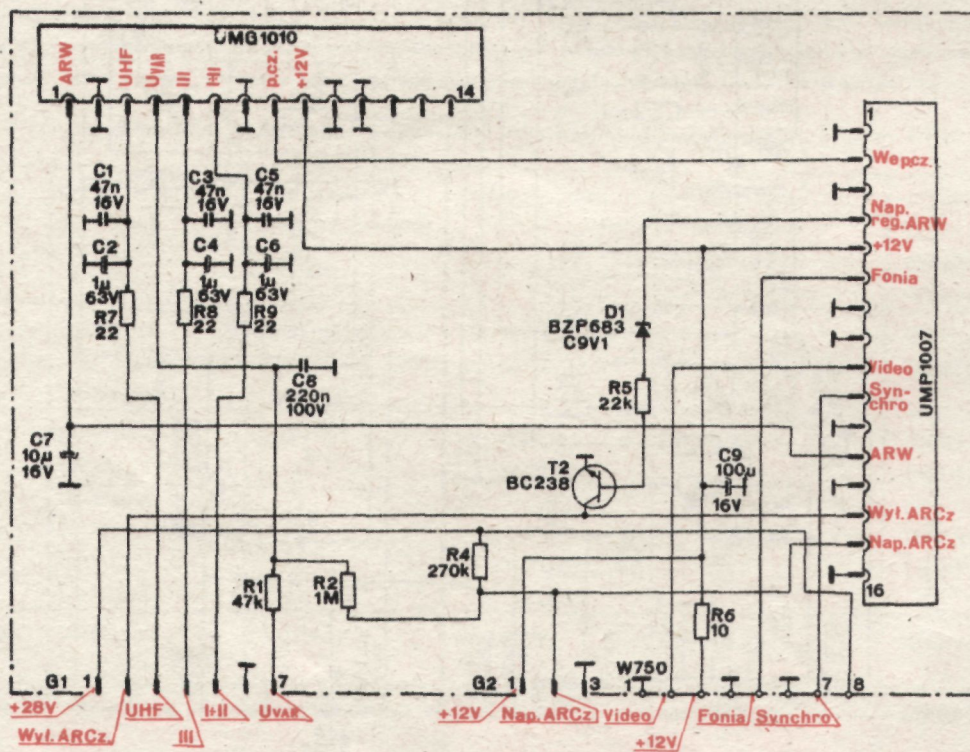 UMG1010
ARW
UHF
UVAR
III
I+II
p.cz.
+12V
1
14
1
We p.cz.
Nap.
reg.ARW
+12V
Fonia
Video
Syn-
chro
ARW
Wył. ARCz
Nap. ARCz
16
UMP1007
C1
47n
16V
C3
47n
16V
C5
47n
16V
C2
1µ
63V
C4
1µ
63V
C6
1µ
63V
R7
22
R8
22
R9
22
D1
BZP683
C9V1
C8
220n
100V
R5
22k
C7
10µ
16V
T2
BC238
C9
100µ
16V
R4
270k
R1
47k
R2
1M
R6
10
G1
1
7
G2
1
3
W750
1
7
8
+28V
Wył. ARCz.
UHF
III
I+II
UVAR
+12V
Nap. ARCz
Video
+12V
Fonia
Synchro